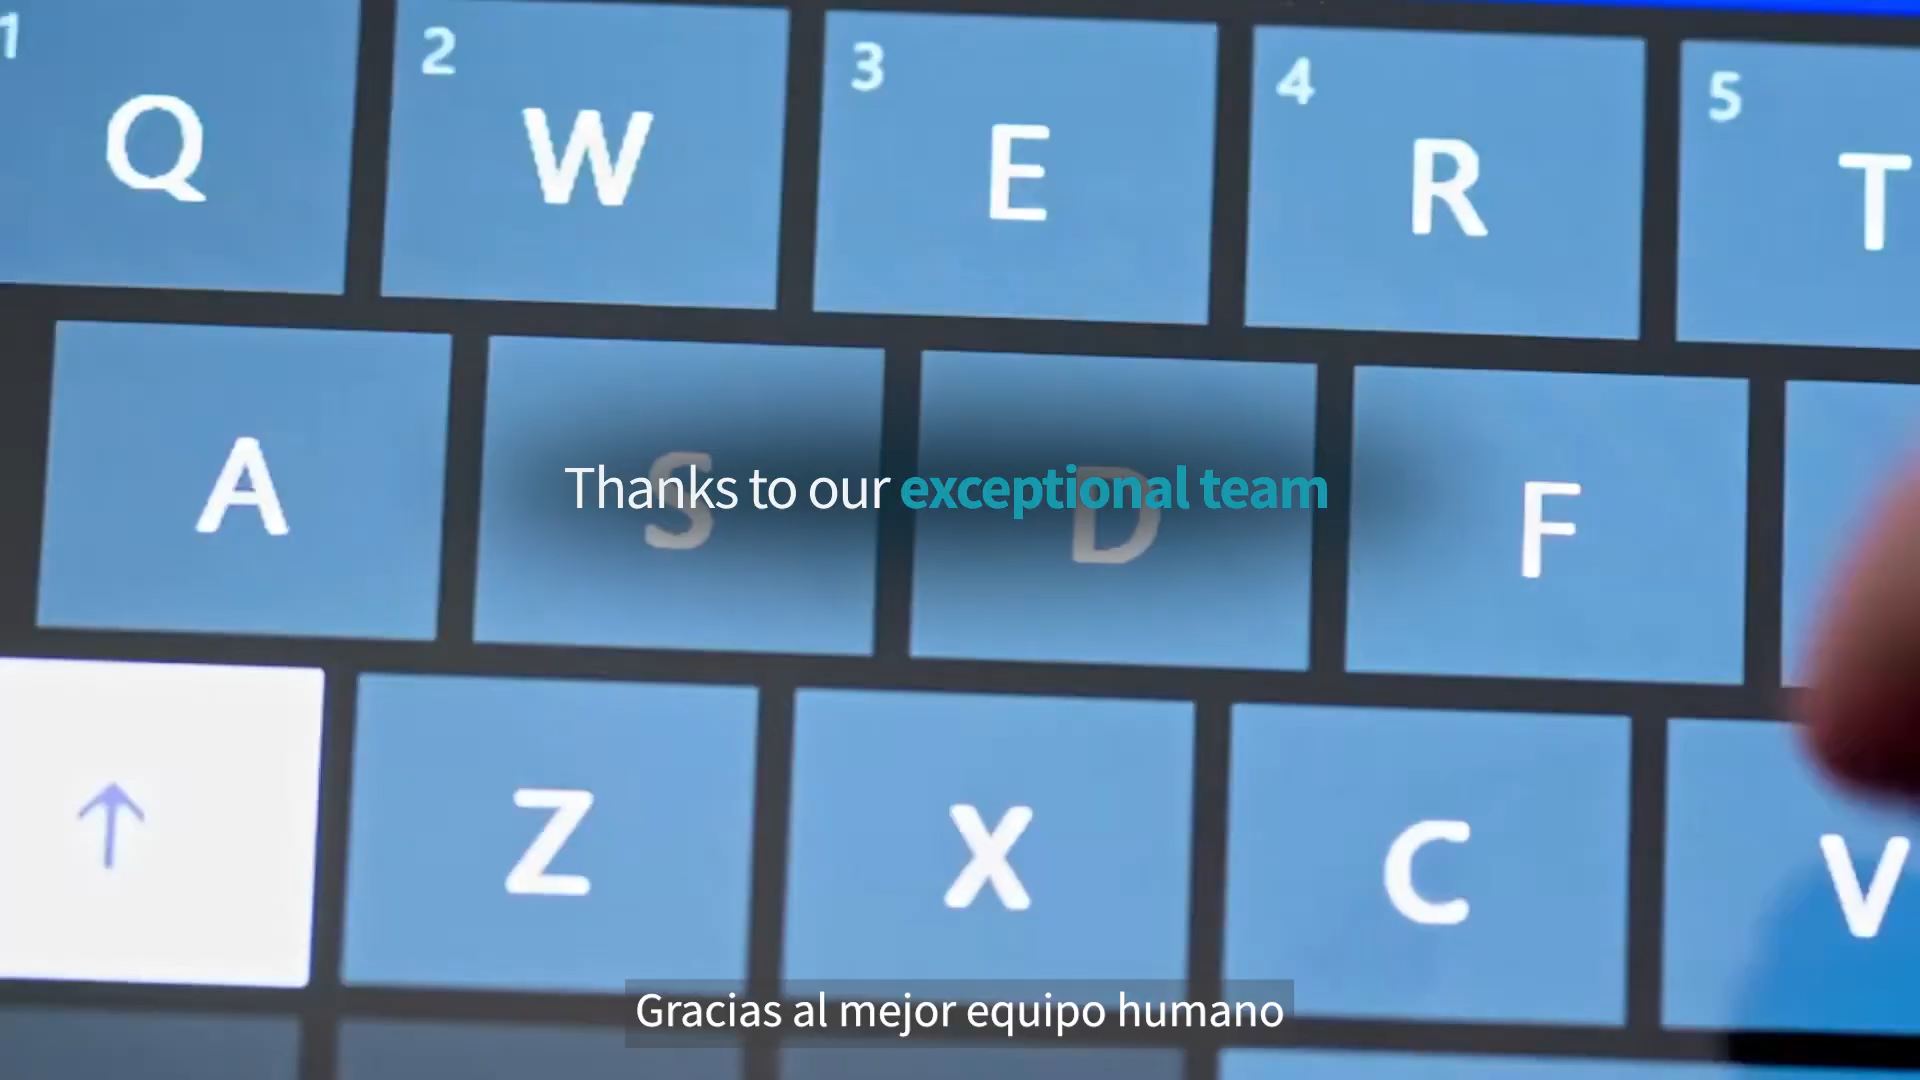 1 2 3 4 5
Q W E R T
A S D F
Thanks to our exceptional team
↑ Z X C V
Gracias al mejor equipo humano